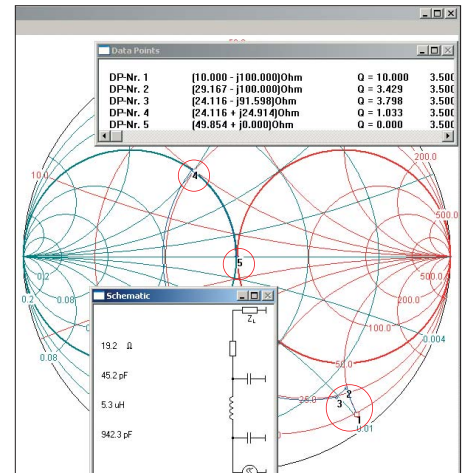 Data Points
DP-Nr. 1 (10.000 - j100.000)Ohm Q = 10.000 3.500
DP-Nr. 2 (29.167 - j100.000)Ohm Q = 3.429 3.500
DP-Nr. 3 (24.116 - j91.598)Ohm Q = 3.798 3.500
DP-Nr. 4 (24.116 + j24.914)Ohm Q = 1.033 3.500
DP-Nr. 5 (49.854 + j0.000)Ohm Q = 0.000 3.500
200.0
10.0
4
500.0
5
0.2
500.0
0.2
0.08
200.0
100.0
0.004
0.08
50.0
25.0
2
3
1
0.01
Schematic
ZL
19.2 Ω
45.2 pF
5.3 uH
942.3 pF